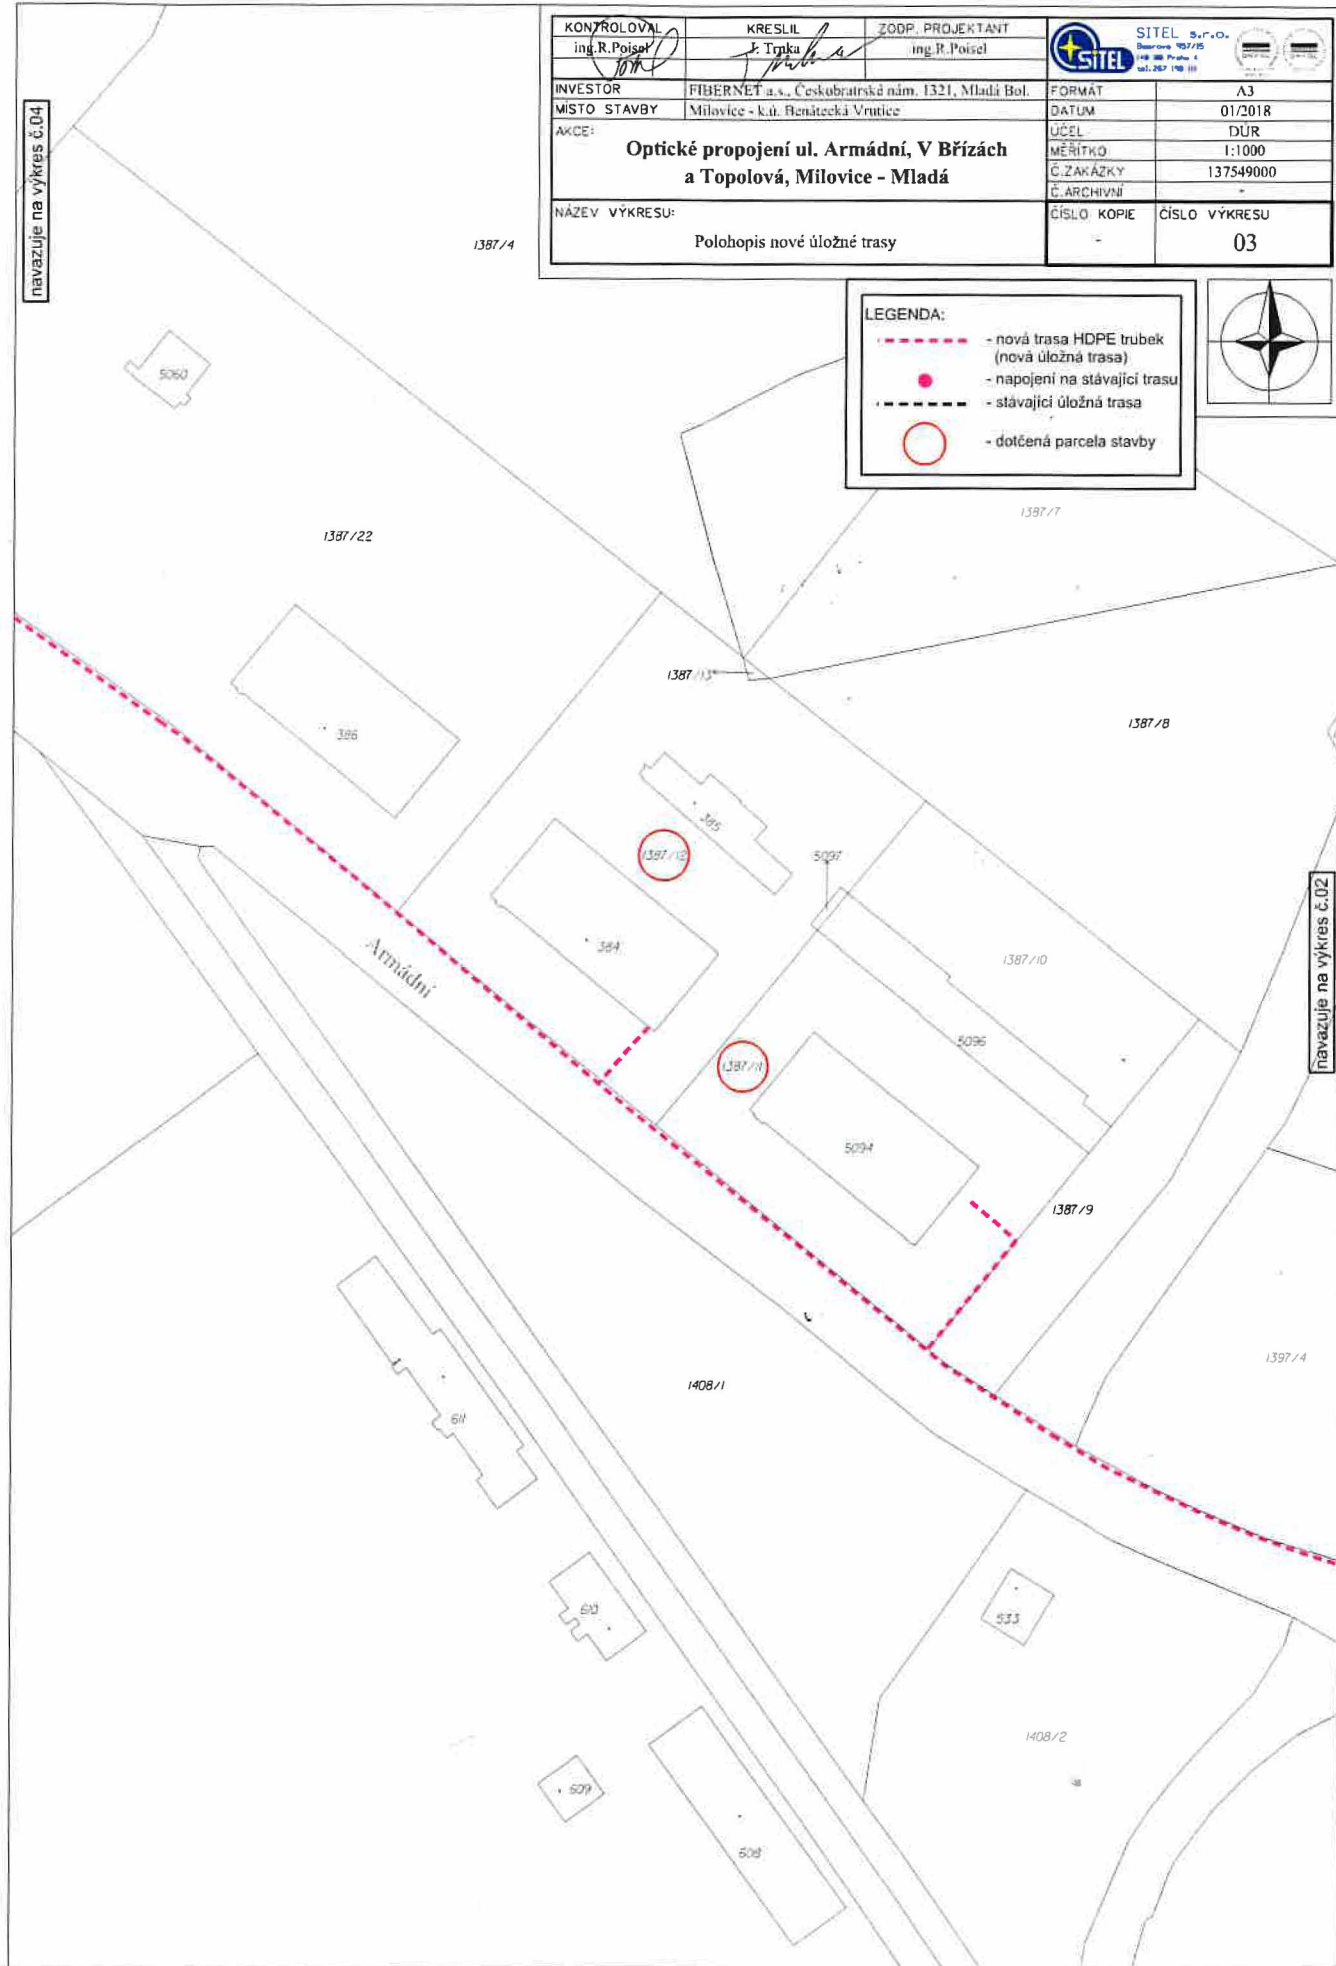 KONTROLOVAL KRESLIL ZODP. PROJEKTANT
ing.R.Poisel J. Trnka ing.R.Poisel
SITEL s.r.o.
SITEL
INVESTOR FIBERNET a.s., Českobratrské nám. 1321, Mladá Bol.
MÍSTO STAVBY Milovice - k.ú. Benátecká Vrutice
AKCE:
Optické propojení ul. Armádní, V Břízách
a Topolová, Milovice - Mladá
FORMÁT A3
DATUM 01/2018
ÚČEL DÚR
MĚŘÍTKO 1:1000
Č.ZAKÁZKY 137549000
Č.ARCHIVNÍ -
NÁZEV VÝKRESU:
Polohopis nové úložné trasy
ČÍSLO KOPIE ČÍSLO VÝKRESU
- 03
LEGENDA:
- nová trasa HDPE trubek
(nová úložná trasa)
- napojení na stávající trasu
- stávající úložná trasa
- dotčená parcela stavby
navazuje na výkres č.04
1387/4
5060
1387/7
1387/22
1387/13
1387/8
386
385
1387/12
5097
384
navazuje na výkres č.02
Armádní
1387/10
5096
1387/11
5094
1387/9
1397/4
1408/1
611
610
533
1408/2
609
608